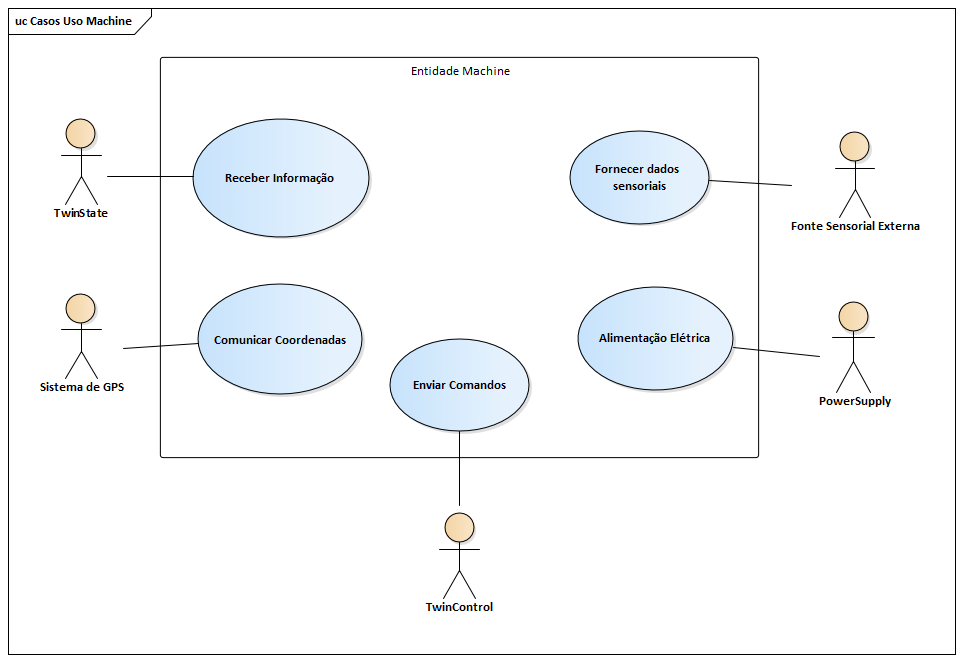 uc Casos Uso Machine
Entidade Machine
Receber Informação
Fornecer dados
sensoriais
TwinState
Fonte Sensorial Externa
Comunicar Coordenadas
Alimentação Elétrica
Enviar Comandos
Sistema de GPS
PowerSupply
TwinControl